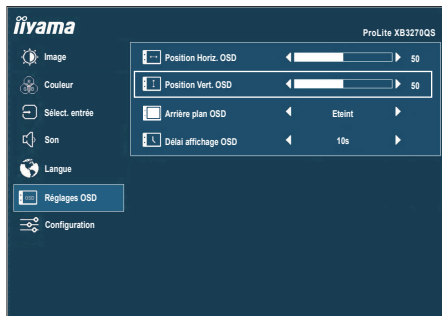 iiyama
ProLite XB3270QS
Image
Couleur
Sélect. entrée
Son
Langue
OSD Réglages OSD
Configuration
Position Horiz. OSD 50
Position Vert. OSD 50
Arrière plan OSD Eteint
Délai affichage OSD 10s